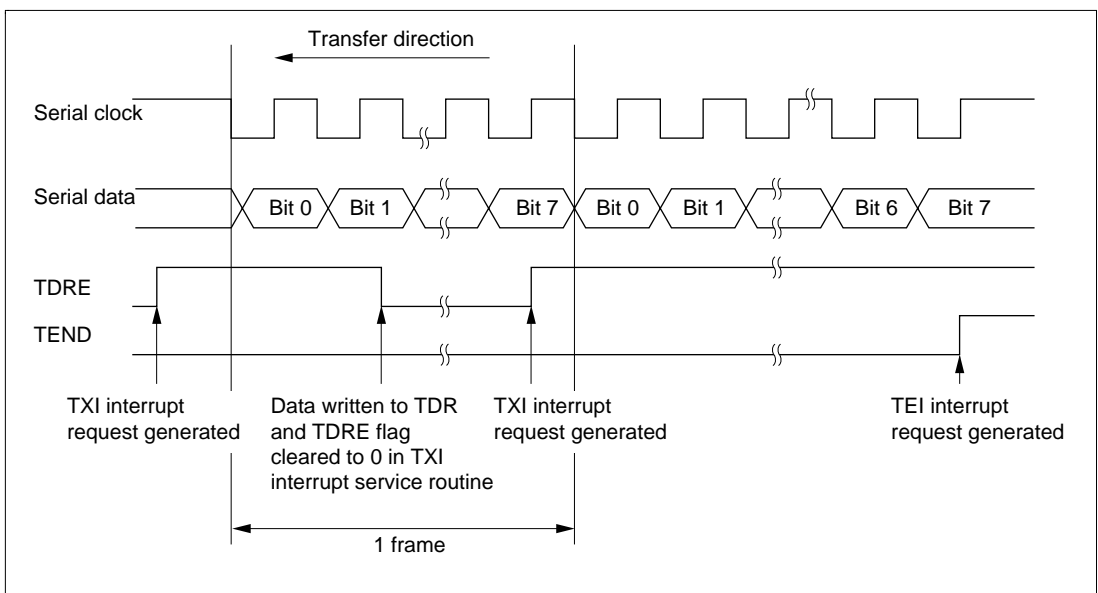 Transfer direction
Serial clock
Serial data
Bit 0 Bit 1 Bit 7 Bit 0 Bit 1 Bit 6 Bit 7
TDRE
TEND
TXI interrupt
request generated
Data written to TDR
and TDRE flag
cleared to 0 in TXI
interrupt service routine
TXI interrupt
request generated
TEI interrupt
request generated
1 frame